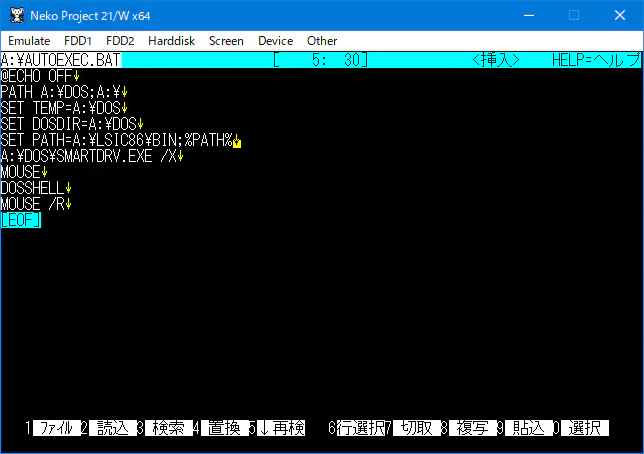 Neko Project 21/W x64
Emulate FDD1 FDD2 Harddisk Screen Device Other
A:¥AUTOEXEC.BAT [ 5: 30] <挿入> HELP=ヘルプ
@ECHO OFF↓
PATH A:¥DOS;A:¥↓
SET TEMP=A:¥DOS↓
SET DOSDIR=A:¥DOS↓
SET PATH=A:¥LSIC86¥BIN;%PATH%↓
A:¥DOS¥SMARTDRV.EXE /X↓
MOUSE↓
DOSSHELL↓
MOUSE /R↓
[EOF]
1 ファイル 2 読込 3 検索 4 置換 5 ↓再検 6 行選択 7 切取 8 複写 9 貼込 0 選択